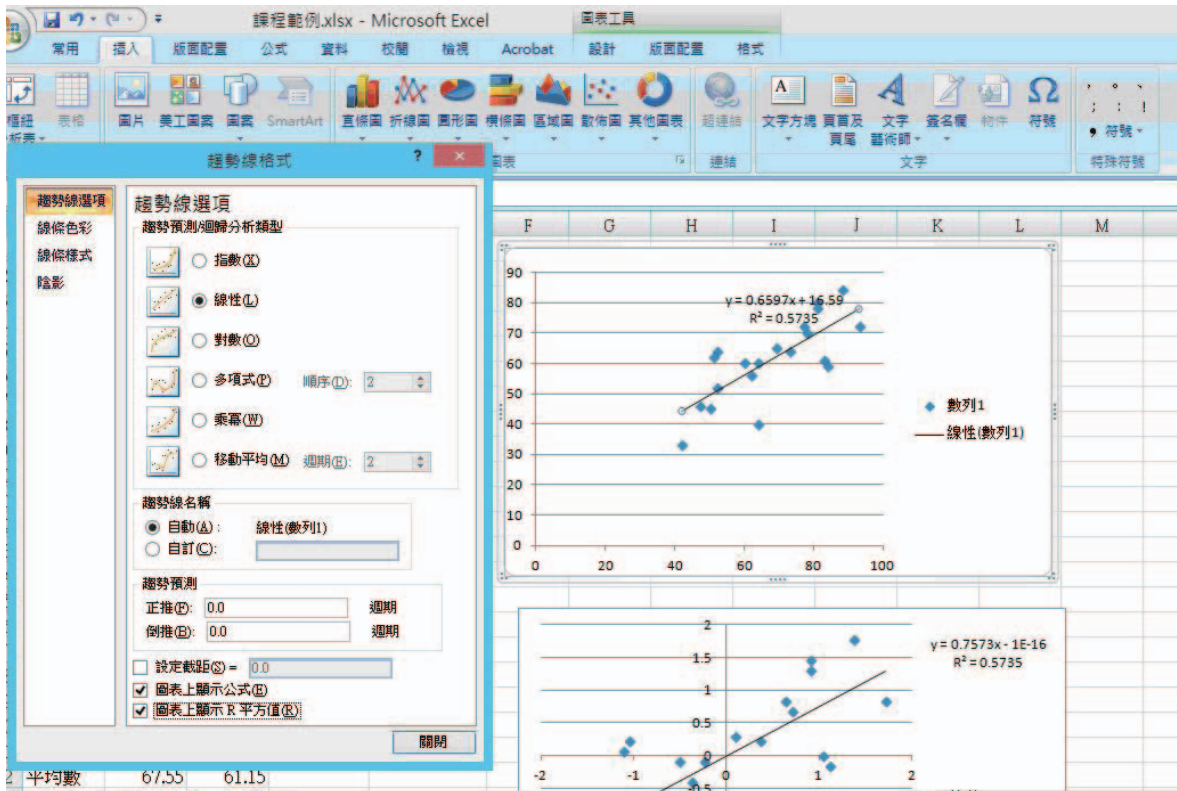 課程範例.xlsx - Microsoft Excel
圖表工具
常用 插入 版面配置 公式 資料 校閱 檢視 Acrobat 設計 版面配置 格式
樞紐
析表 表格 圖片 美工圖案 圖案 SmartArt 直條圖 折線圖 圓形圖 橫條圖 區域圖 散佈圖 其他圖表 超連結 文字方塊 頁首及
頁尾 文字
藝術師 簽名欄 物件 符號 符號
圖表 連結 文字 特殊符號
趨勢線格式 ?
趨勢線選項
線條色彩
線條樣式
陰影
趨勢線選項
趨勢預測/迴歸分析類型
指數(X)
線性(L)
對數(O)
多項式(P) 順序(D): 2
乘冪(W)
移動平均(M) 週期(E): 2
趨勢線名稱
自動(A): 線性(數列1)
自訂(C):
趨勢預測
正推(F): 0.0 週期
倒推(B): 0.0 週期
設定截距(S) = 0.0
圖表上顯示公式(E)
圖表上顯示 R 平方值(R)
關閉
2 平均數 67.55 61.15
F G H I J K L M
90
80
70
60
50
40
30
20
10
0
0 20 40 60 80 100
y = 0.6597x + 16.59
R² = 0.5735
數列1
線性(數列1)
2
1.5
1
0.5
0
-0.5
-2 -1 0 1 2
y = 0.7573x - 1E-16
R² = 0.5735